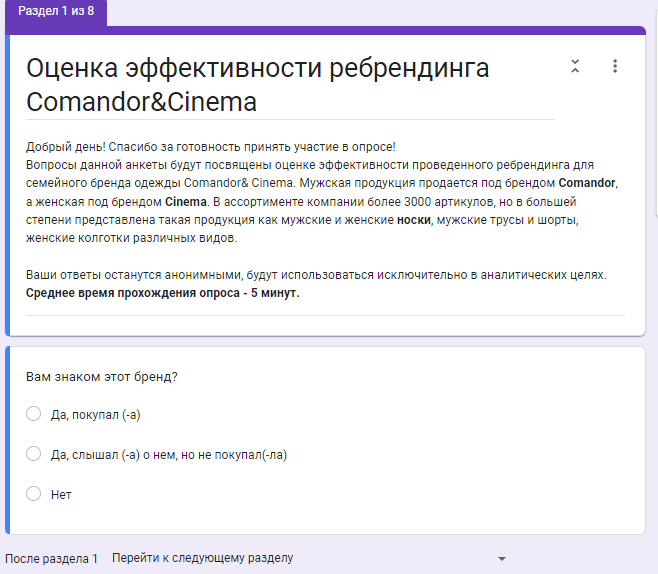 Раздел 1 из 8
Оценка эффективности ребрендинга
Comandor&Cinema
Добрый день! Спасибо за готовность принять участие в опросе!
Вопросы данной анкеты будут посвящены оценке эффективности проведенного ребрендинга для
семейного бренда одежды Comandor& Cinema. Мужская продукция продается под брендом Comandor,
а женская под брендом Cinema. В ассортименте компании более 3000 артикулов, но в большей
степени представлена такая продукция как мужские и женские носки, мужские трусы и шорты,
женские колготки различных видов.
Ваши ответы останутся анонимными, будут использоваться исключительно в аналитических целях.
Среднее время прохождения опроса - 5 минут.
Вам знаком этот бренд?
Да, покупал (-а)
Да, слышал (-а) о нем, но не покупал(-ла)
Нет
После раздела 1 Перейти к следующему разделу